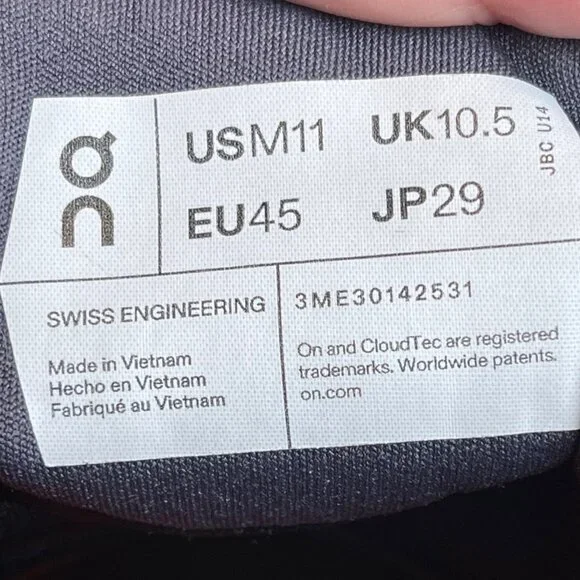 On
USM11 UK10.5
EU45 JP29
JBC U14
SWISS ENGINEERING
Made in Vietnam
Hecho en Vietnam
Fabriqué au Vietnam
3ME30142531
On and CloudTec are registered
trademarks. Worldwide patents.
on.com